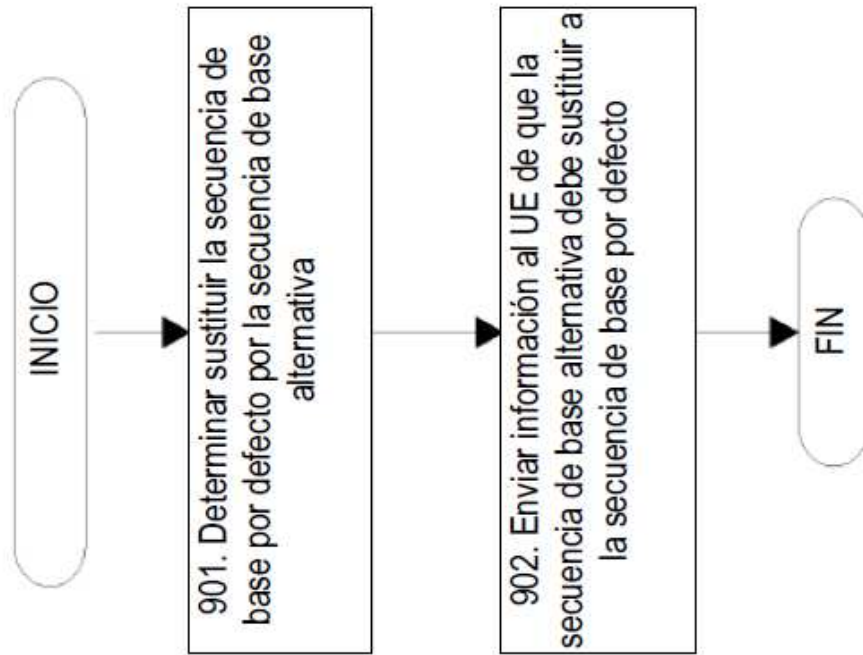 INICIO
901. Determinar sustituir la secuencia de
base por defecto por la secuencia de base
alternativa
902. Enviar información al UE de que la
secuencia de base alternativa debe sustituir a
la secuencia de base por defecto
FIN